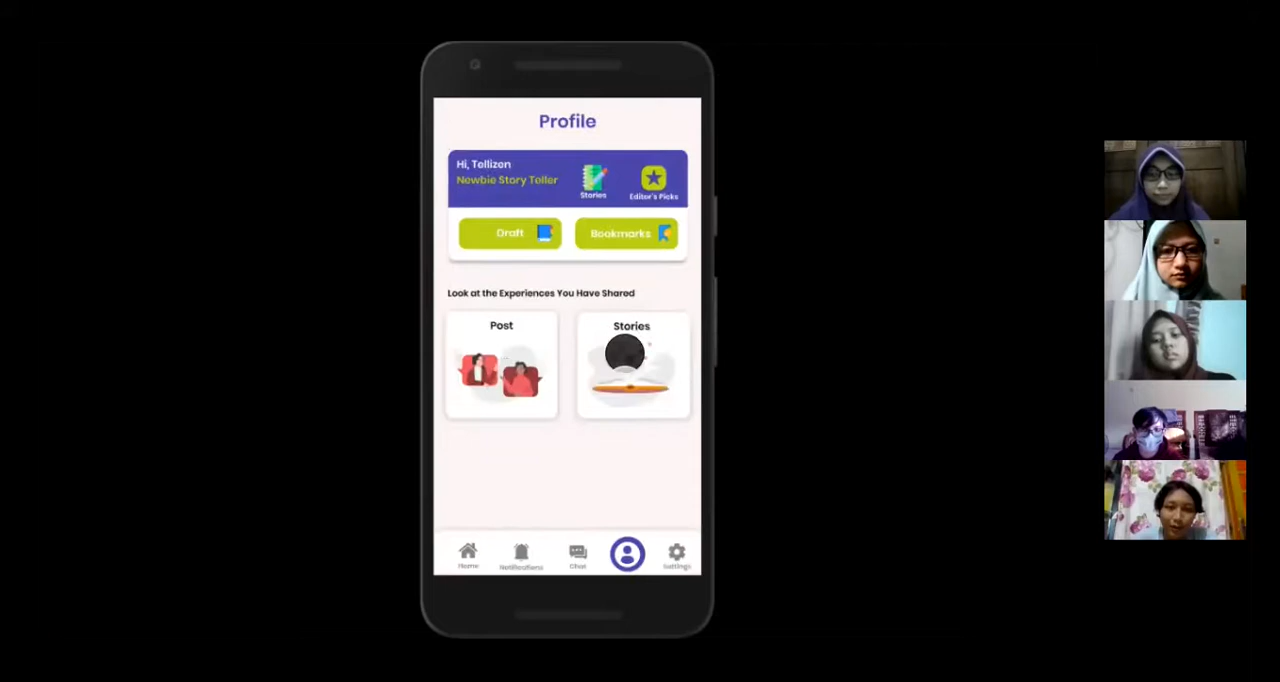 Profile
Hi, Tellizen
Newbie Story Teller
Stories
Editor's Picks
Draft
Bookmarks
Look at the Experiences You Have Shared
Post
Stories
Home
Notifications
Chat
Settings